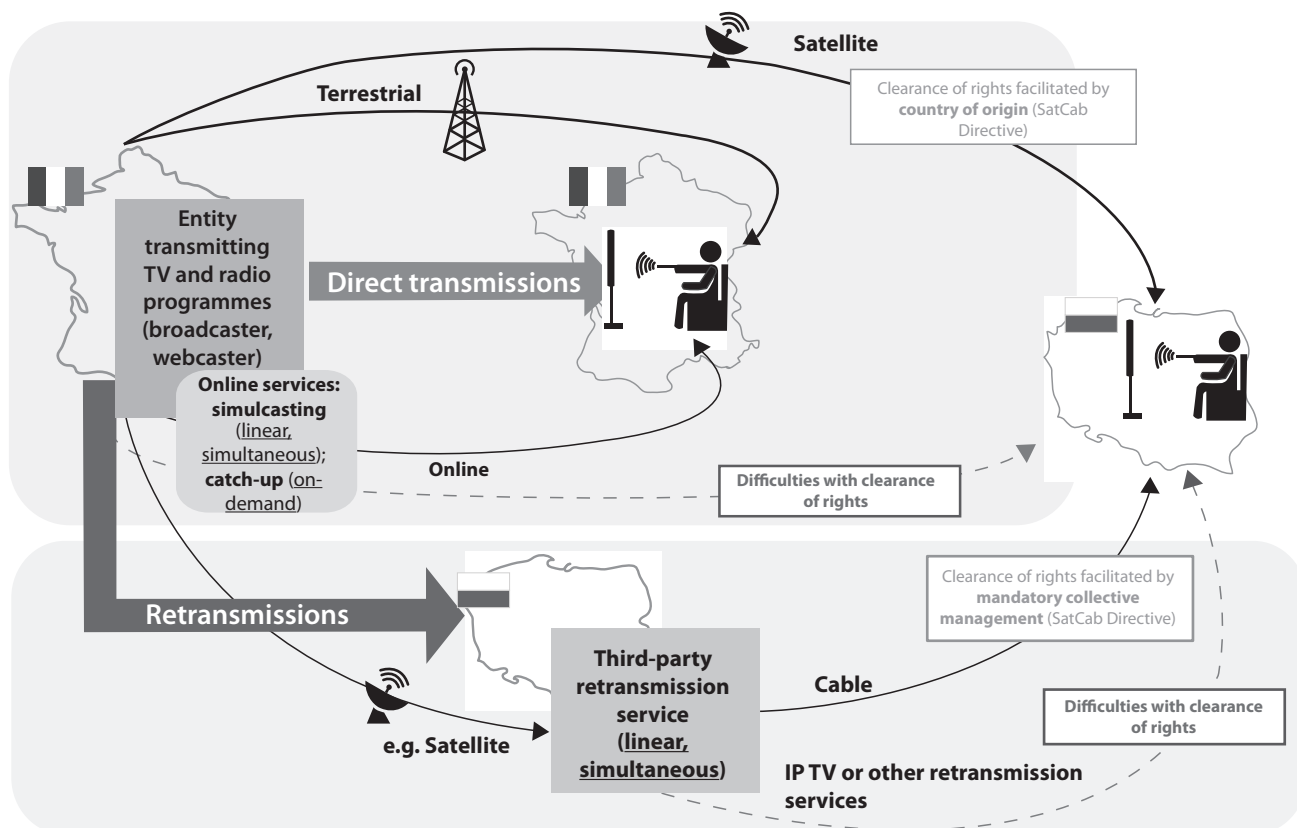 Satellite
Terrestrial
Clearance of rights facilitated by
country of origin (SatCab
Directive)
Entity
transmitting
TV and radio
programmes
(broadcaster,
webcaster)
Direct transmissions
Online services:
simulcasting
(linear,
simultaneous);
catch-up (on-
demand)
Online
Difficulties with clearance
of rights
Retransmissions
Clearance of rights facilitated by
mandatory collective
management (SatCab Directive)
Third-party
retransmission
service
(linear,
simultaneous)
Cable
e.g. Satellite
Difficulties with clearance
of rights
IP TV or other retransmission
services